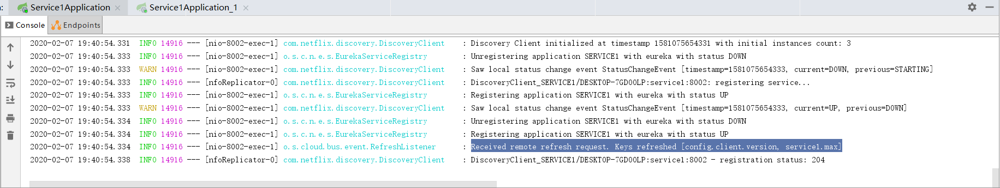 n: Service1Application × Service1Application_1 ×
Console Endpoints
2020-02-07 19:40:54.331 INFO 14916 --- [nio-8002-exec-1] com.netflix.discovery.DiscoveryClient : Discovery Client initialized at timestamp 1581075654331 with initial instances count: 3
2020-02-07 19:40:54.333 INFO 14916 --- [nio-8002-exec-1] o.s.c.n.e.s.EurekaServiceRegistry : Unregistering application SERVICE1 with eureka with status DOWN
2020-02-07 19:40:54.333 WARN 14916 --- [nio-8002-exec-1] com.netflix.discovery.DiscoveryClient : Saw local status change event StatusChangeEvent [timestamp=1581075654333, current=DOWN, previous=STARTING]
2020-02-07 19:40:54.333 INFO 14916 --- [nfoReplicator-0] com.netflix.discovery.DiscoveryClient : DiscoveryClient_SERVICE1/DESKTOP-7GDOOLP:service1:8002: registering service...
2020-02-07 19:40:54.333 INFO 14916 --- [nio-8002-exec-1] o.s.c.n.e.s.EurekaServiceRegistry : Registering application SERVICE1 with eureka with status UP
2020-02-07 19:40:54.333 WARN 14916 --- [nio-8002-exec-1] com.netflix.discovery.DiscoveryClient : Saw local status change event StatusChangeEvent [timestamp=1581075654333, current=UP, previous=DOWN]
2020-02-07 19:40:54.334 INFO 14916 --- [nio-8002-exec-1] o.s.c.n.e.s.EurekaServiceRegistry : Unregistering application SERVICE1 with eureka with status DOWN
2020-02-07 19:40:54.334 INFO 14916 --- [nio-8002-exec-1] o.s.c.n.e.s.EurekaServiceRegistry : Registering application SERVICE1 with eureka with status UP
2020-02-07 19:40:54.334 INFO 14916 --- [nio-8002-exec-1] o.s.cloud.bus.event.RefreshListener : Received remote refresh request. Keys refreshed [config.client.version, service1.max]
2020-02-07 19:40:54.338 INFO 14916 --- [nfoReplicator-0] com.netflix.discovery.DiscoveryClient : DiscoveryClient_SERVICE1/DESKTOP-7GDOOLP:service1:8002 - registration status: 204